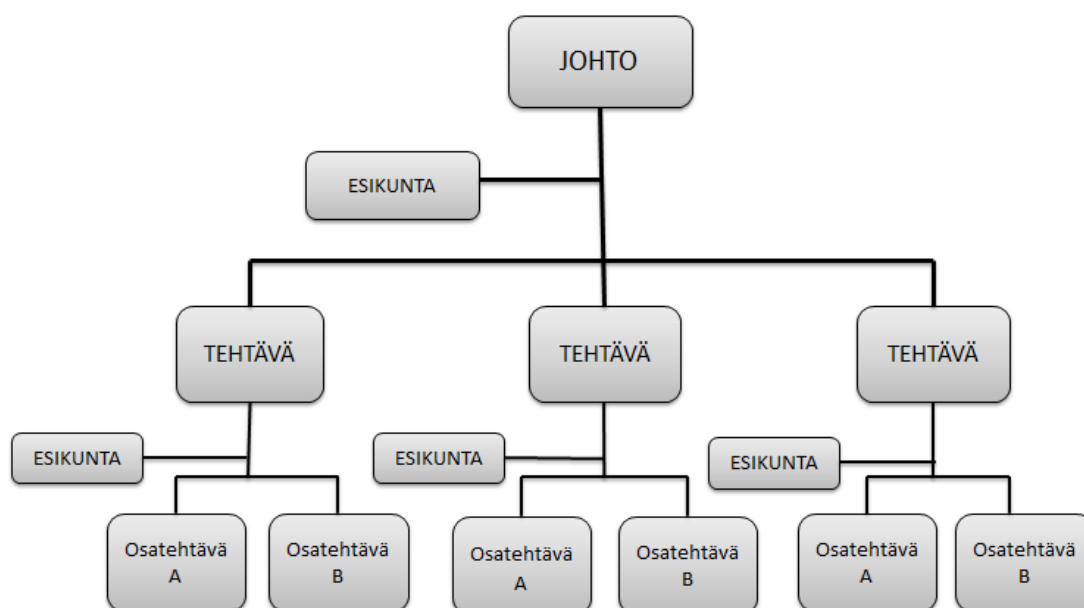 JOHTO
ESIKUNTA
TEHTÄVÄ
TEHTÄVÄ
TEHTÄVÄ
ESIKUNTA
ESIKUNTA
ESIKUNTA
Osatehtävä
A
Osatehtävä
B
Osatehtävä
A
Osatehtävä
B
Osatehtävä
A
Osatehtävä
B